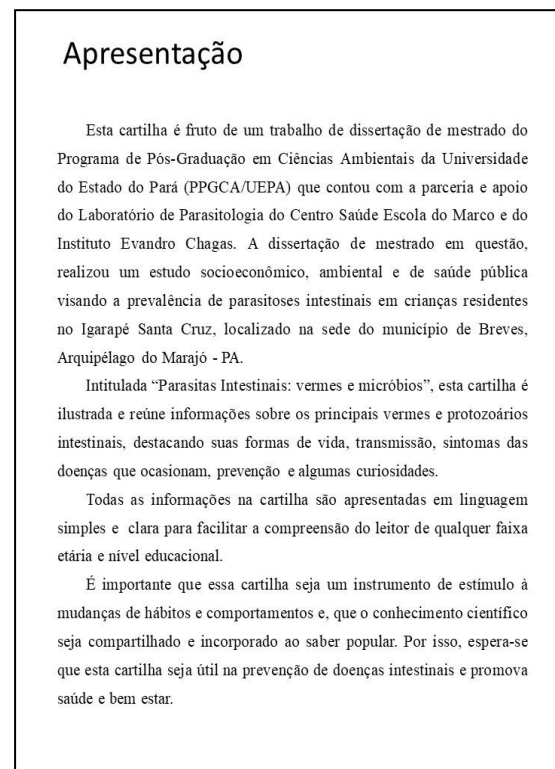 Apresentação
Esta cartilha é fruto de um trabalho de dissertação de mestrado do
Programa de Pós-Graduação em Ciências Ambientais da Universidade
do Estado do Pará (PPGCA/UEPA) que contou com a parceria e apoio
do Laboratório de Parasitologia do Centro Saúde Escola do Marco e do
Instituto Evandro Chagas. A dissertação de mestrado em questão,
realizou um estudo socioeconômico, ambiental e de saúde pública
visando a prevalência de parasitoses intestinais em crianças residentes
no Igarapé Santa Cruz, localizado na sede do município de Breves,
Arquipélago do Marajó - PA.
Intitulada “Parasitas Intestinais: vermes e micróbios”, esta cartilha é
ilustrada e reúne informações sobre os principais vermes e protozoários
intestinais, destacando suas formas de vida, transmissão, sintomas das
doenças que ocasionam, prevenção e algumas curiosidades.
Todas as informações na cartilha são apresentadas em linguagem
simples e clara para facilitar a compreensão do leitor de qualquer faixa
etária e nível educacional.
É importante que essa cartilha seja um instrumento de estímulo à
mudanças de hábitos e comportamentos e, que o conhecimento científico
seja compartilhado e incorporado ao saber popular. Por isso, espera-se
que esta cartilha seja útil na prevenção de doenças intestinais e promova
saúde e bem estar.